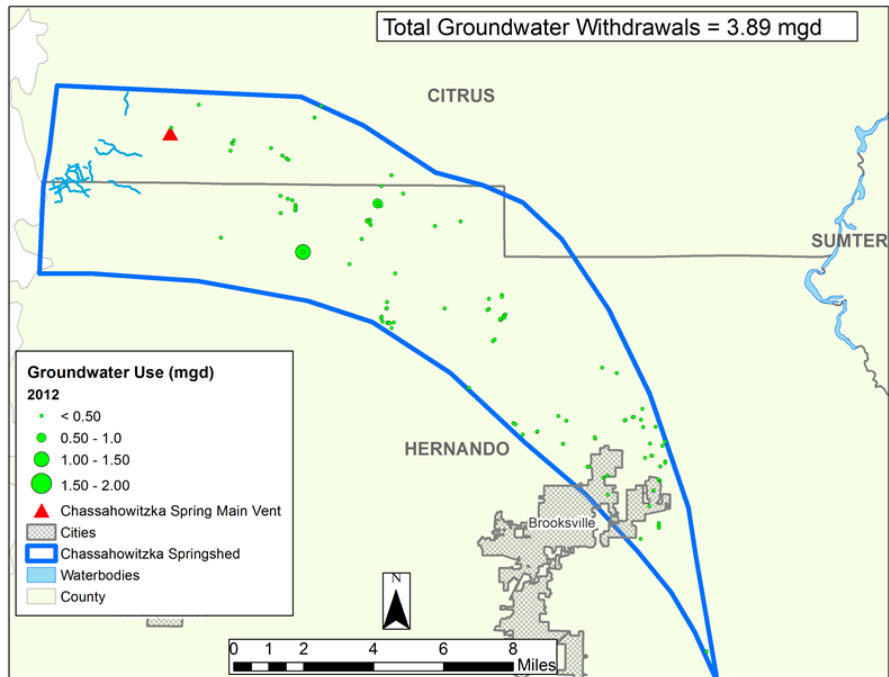 Total Groundwater Withdrawals = 3.89 mgd
CITRUS
SUMTER
HERNANDO
Brooksville
Groundwater Use (mgd)
2012
< 0.50
0.50 - 1.0
1.00 - 1.50
1.50 - 2.00
Chassahowitzka Spring Main Vent
Cities
Chassahowitzka Springshed
Waterbodies
County
N
0 1 2 4 6 8
Miles